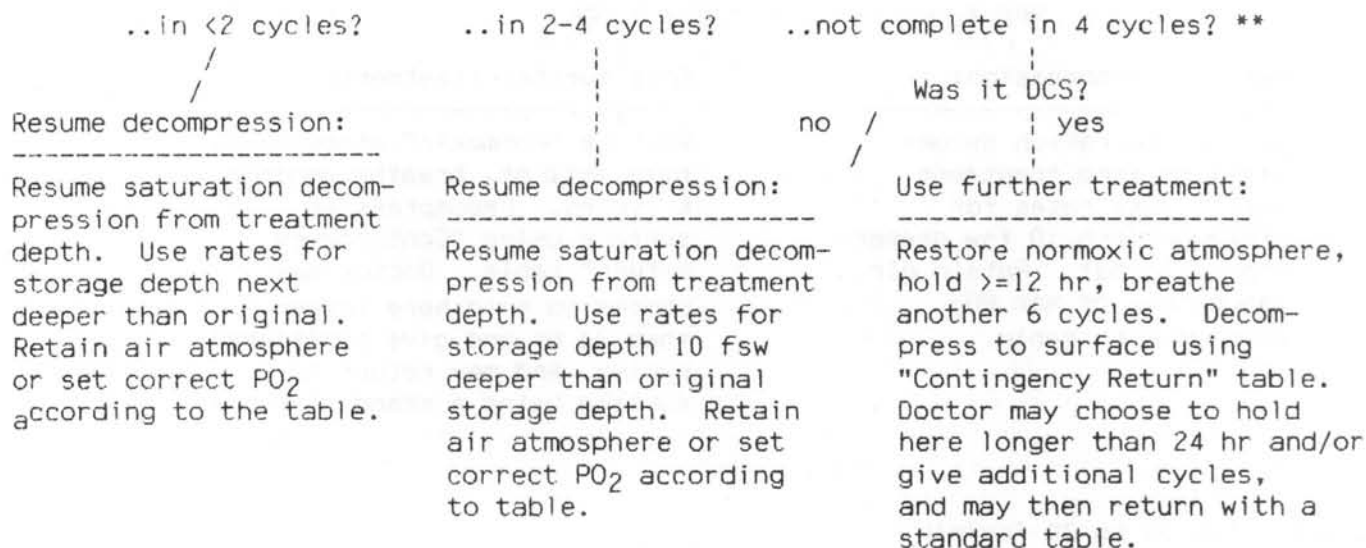 ..in <2 cycles? ..in 2-4 cycles? ..not complete in 4 cycles? **
Was it DCS?
no yes
Resume decompression:
Resume saturation decom-
pression from treatment
depth. Use rates for
storage depth next
deeper than original.
Retain air atmosphere
or set correct PO2
according to the table.
Resume decompression:
Resume saturation decom-
pression from treatment
depth. Use rates for
storage depth 10 fsw
deeper than original
storage depth. Retain
air atmosphere or set
correct PO2 according
to table.
Use further treatment:
Restore normoxic atmosphere,
hold >=12 hr, breathe
another 6 cycles. Decom-
press to surface using
"Contingency Return" table.
Doctor may choose to hold
here longer than 24 hr and/or
give additional cycles,
and may then return with a
standard table.